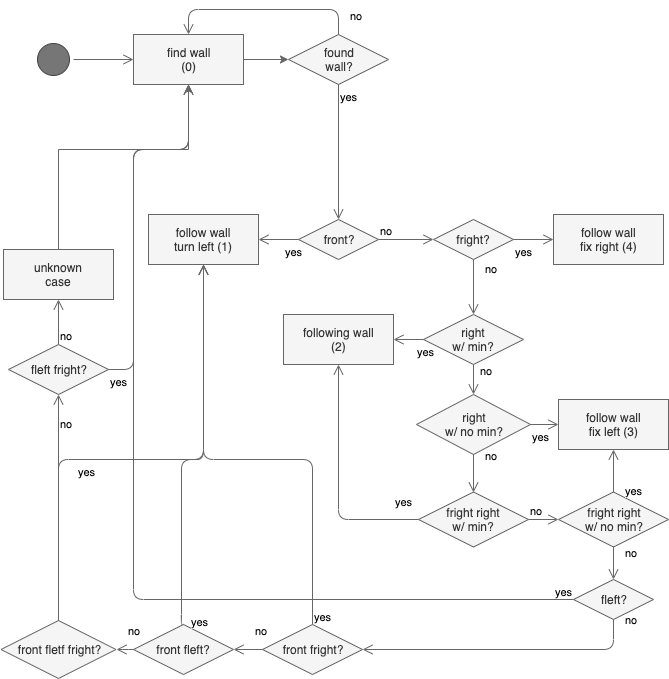 no
find wall
(0)
found
wall?
yes
follow wall
turn left (1)
yes
front?
no
fright?
yes
follow wall
fix right (4)
no
unknown
case
following wall
(2)
yes
right
w/ min?
no
no
fleft fright?
yes
right
w/ no min?
yes
follow wall
fix left (3)
no
no
yes
yes
fright right
w/ min?
no
yes
fright right
w/ no min?
no
yes
fleft?
no
yes
yes
no
no
front fletf fright?
front fleft?
front fright?